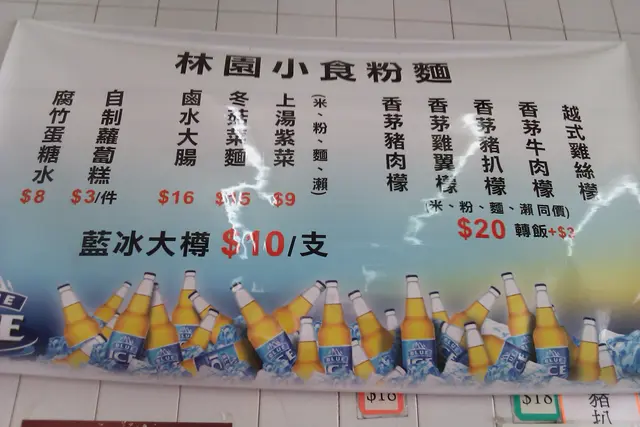 林園小食粉麵
越式雞絲檬
香茅牛肉檬
香茅豬扒檬
香茅雞翼檬
香茅豬肉檬
(米、粉、麵、瀨同價)
$20 轉飯+$3
(米、粉、麵、瀨)
上湯紫菜
$9
冬菇菜麵
鹵水大腸
$16
自制蘿蔔糕
$3/件
腐竹蛋糖水
$8
藍冰大樽 $10/支
BLUE
ICE
$18
$18
豬扒